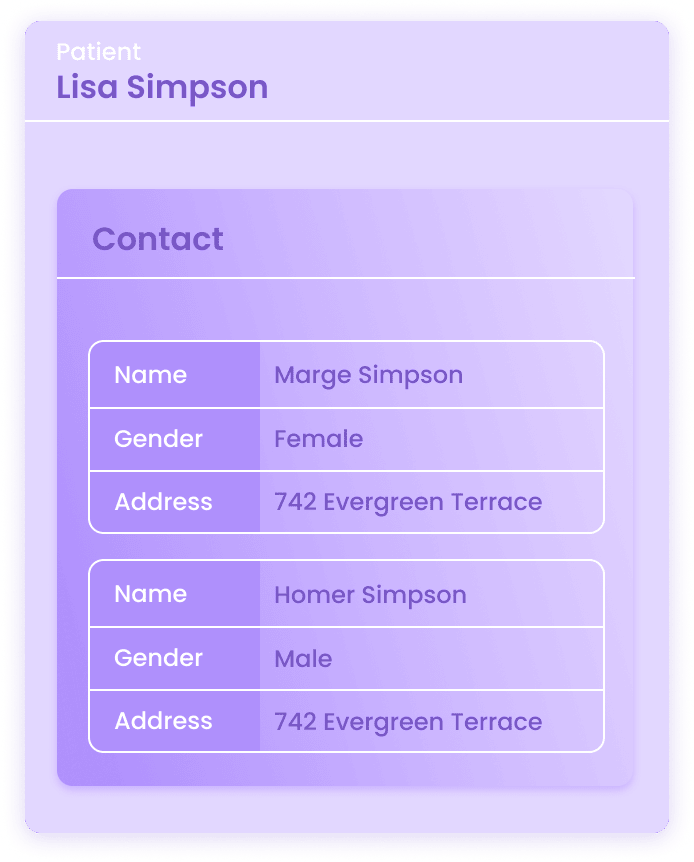 Patient
Lisa Simpson
Contact
Name Marge Simpson
Gender Female
Address 742 Evergreen Terrace
Name Homer Simpson
Gender Male
Address 742 Evergreen Terrace